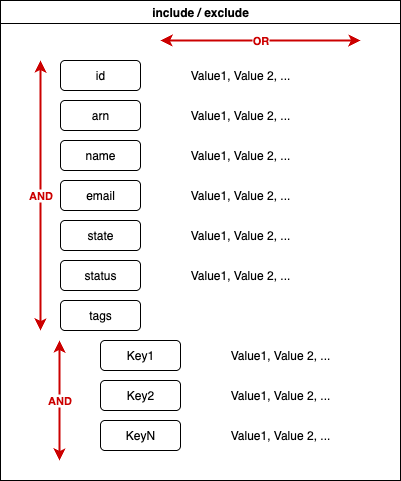 include / exclude
OR
id Value1, Value 2, ...
arn Value1, Value 2, ...
name Value1, Value 2, ...
AND email Value1, Value 2, ...
state Value1, Value 2, ...
status Value1, Value 2, ...
tags
Key1 Value1, Value 2, ...
AND Key2 Value1, Value 2, ...
KeyN Value1, Value 2, ...